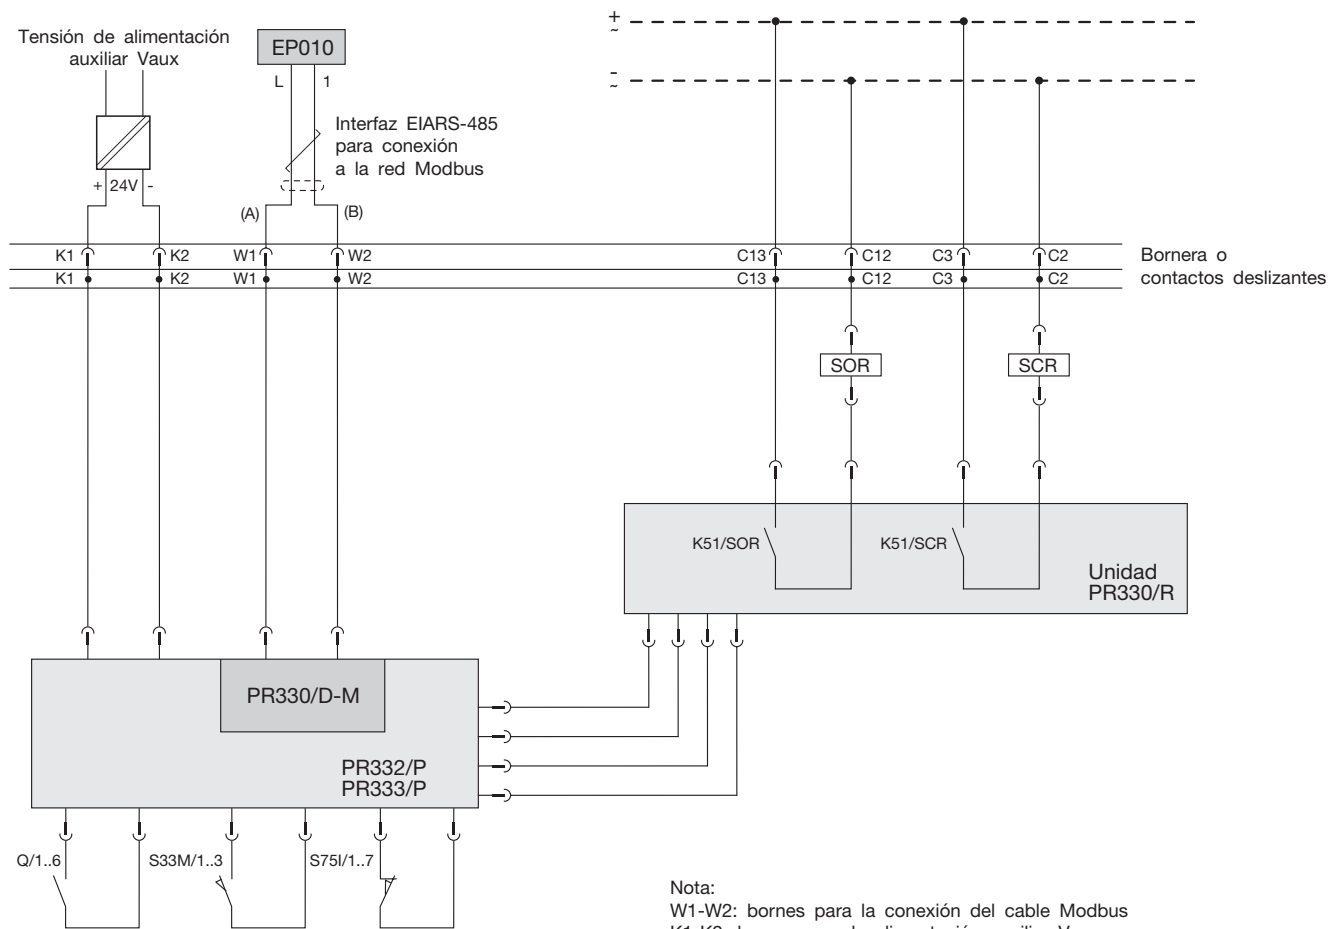 Tensión de alimentación
auxiliar Vaux
EP010
L 1
Interfaz EIARS-485
para conexión
a la red Modbus
+ 24V -
(A) (B)
+
~
-
~
K1 K2 W1 W2 C13 C12 C3 C2
K1 K2 W1 W2 C13 C12 C3 C2
Bornera o
contactos deslizantes
SOR SCR
K51/SOR K51/SCR
Unidad
PR330/R
PR330/D-M
PR332/P
PR333/P
Q/1..6 S33M/1..3 S75I/1..7
Nota:
W1-W2: bornes para la conexión del cable Modbus